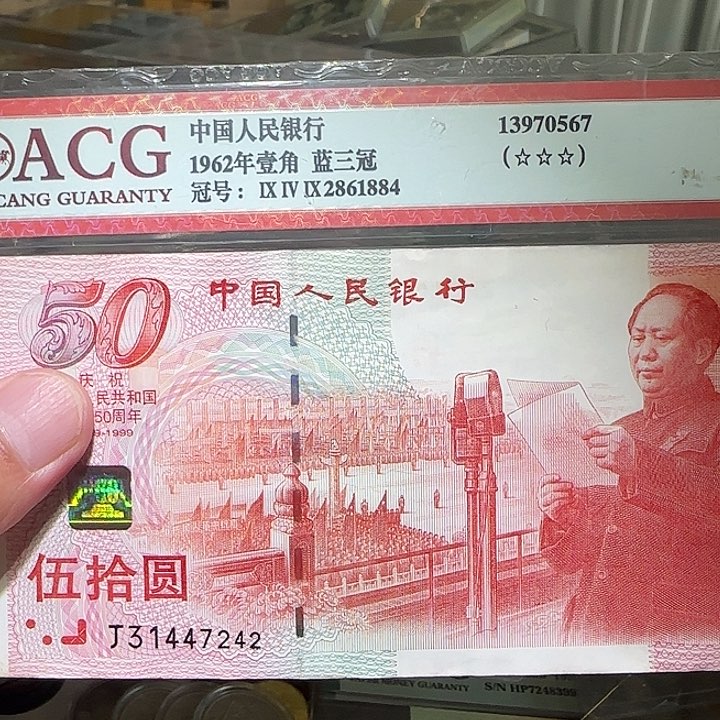 ACG
CANG GUARANTY
中国人民银行
1962年壹角 蓝三冠
冠号： IX IV IX 2861884
13970567
(☆☆☆)
50
中国人民银行
庆祝
民共和国
50周年
-1999
伍拾圆
J31447242
MONEY GUARANTY S/N HP7248399